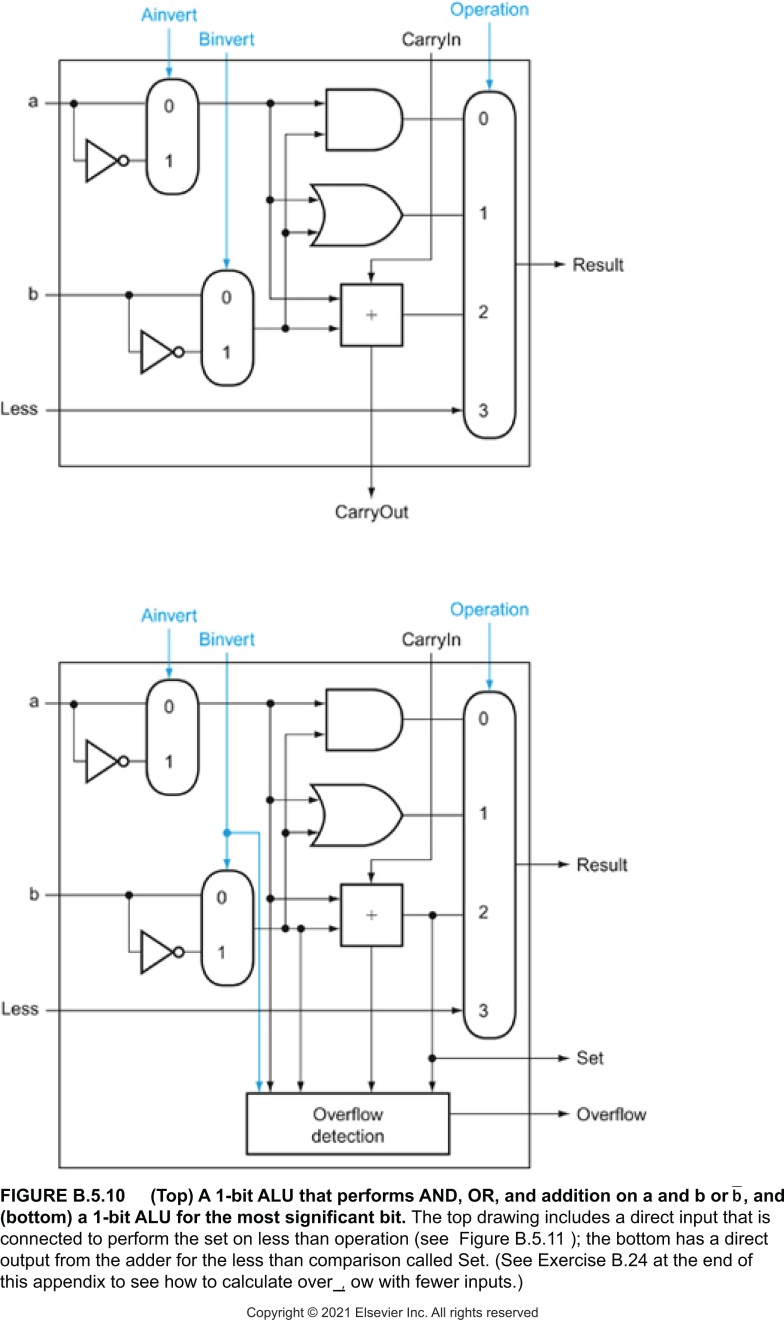 Ainvert
Binvert
CarryIn
Operation
a
0
1
0
1
b
0
1
+
2
Result
Less
3
CarryOut
Ainvert
Binvert
CarryIn
Operation
a
0
1
0
1
b
0
1
+
2
Result
Less
3
Set
Overflow
detection
Overflow
FIGURE B.5.10 (Top) A 1-bit ALU that performs AND, OR, and addition on a and b or b̅, and
(bottom) a 1-bit ALU for the most significant bit. The top drawing includes a direct input that is
connected to perform the set on less than operation (see Figure B.5.11 ); the bottom has a direct
output from the adder for the less than comparison called Set. (See Exercise B.24 at the end of
this appendix to see how to calculate over_, ow with fewer inputs.)
Copyright © 2021 Elsevier Inc. All rights reserved